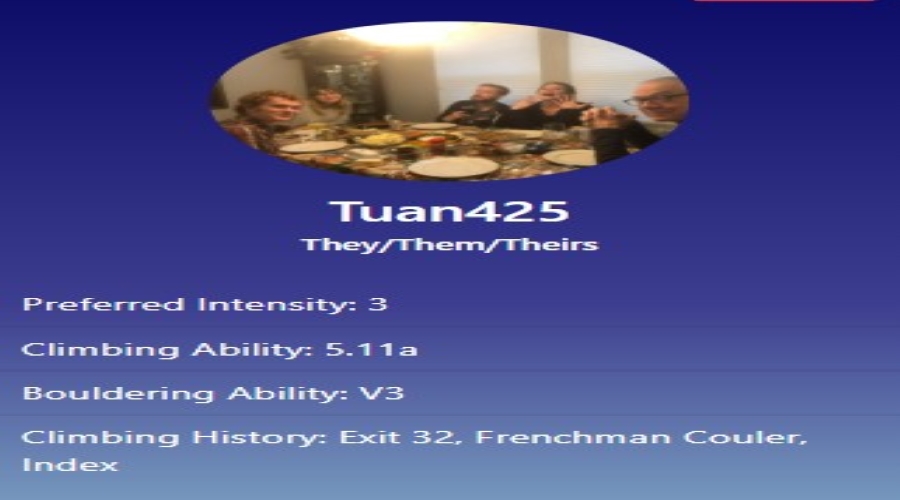 Tuan425
They/Them/Theirs
Preferred Intensity: 3
Climbing Ability: 5.11a
Bouldering Ability: V3
Climbing History: Exit 32, Frenchman Couler,
Index